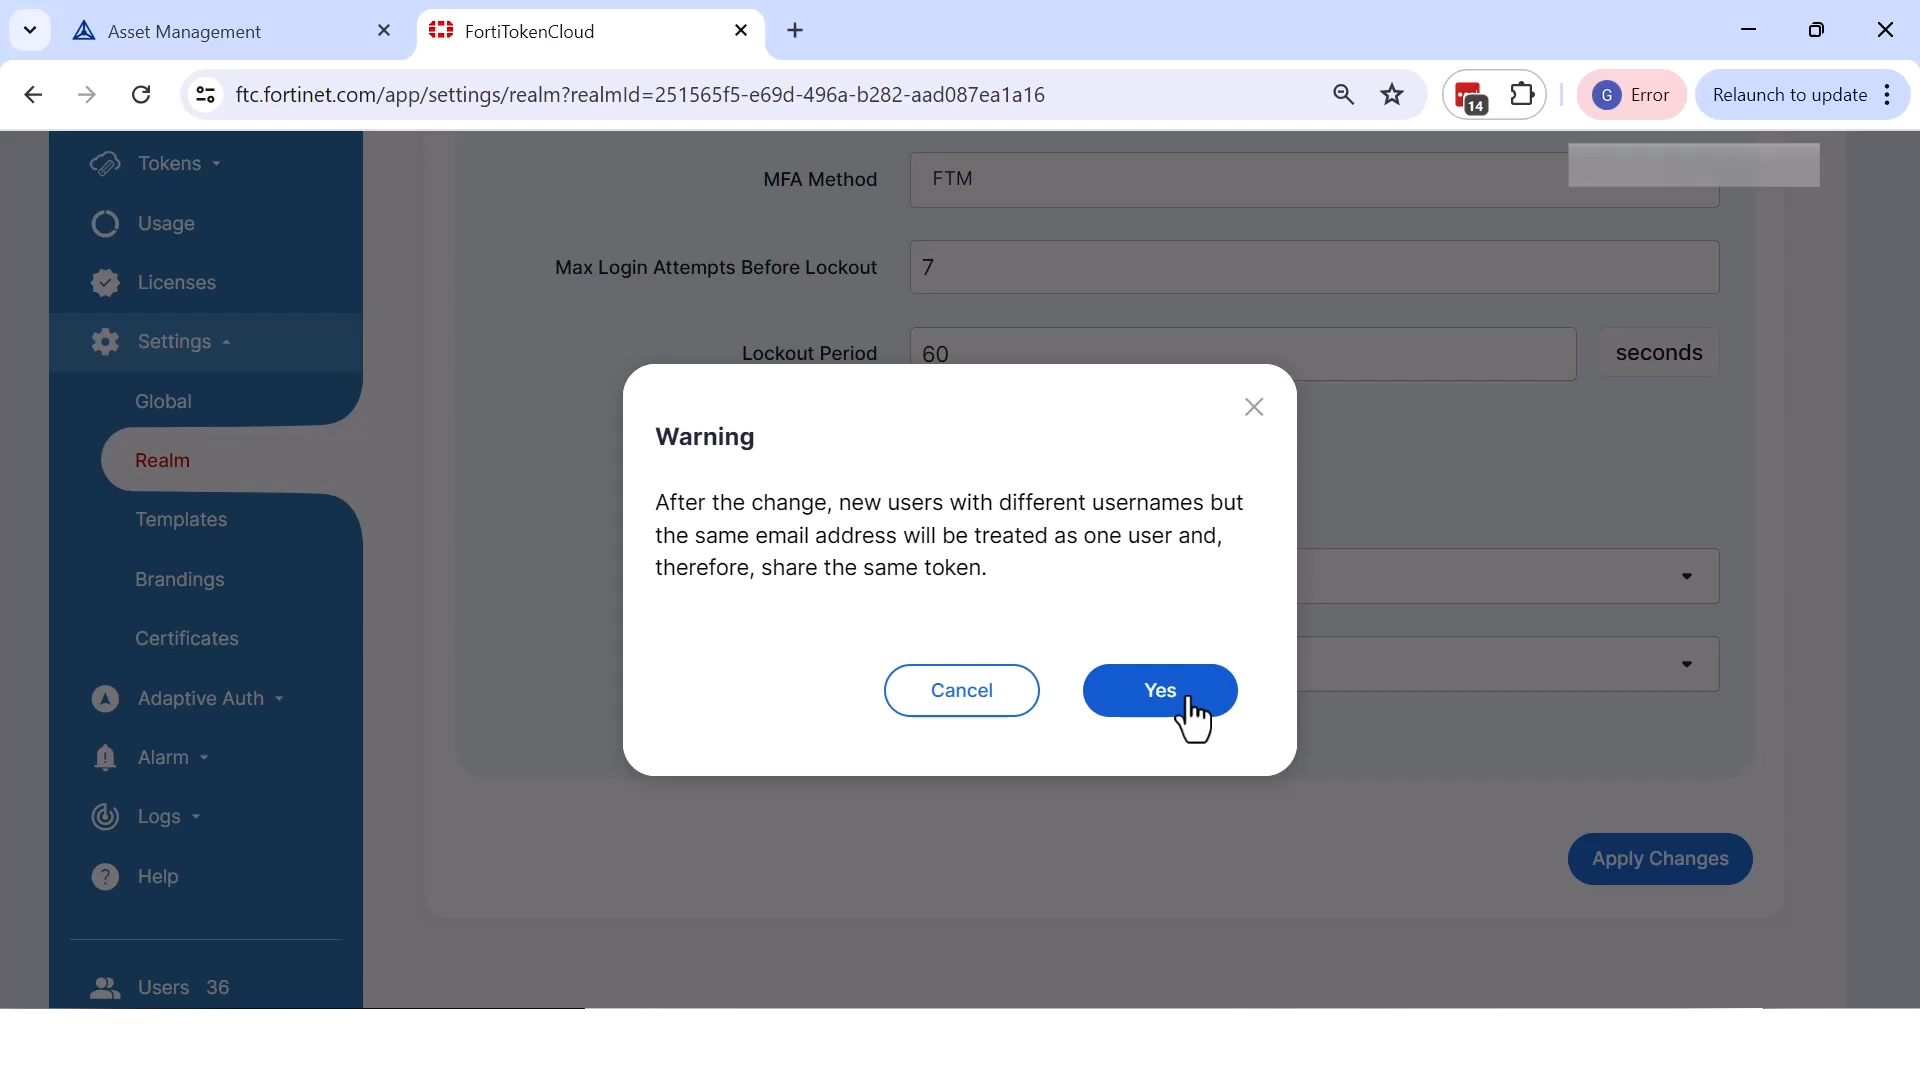 Asset Management
FortiTokenCloud
ftc.fortinet.com/app/settings/realm?realmId=251565f5-e69d-496a-b282-aad087ea1a16
14
G Error
Relaunch to update
Tokens
Usage
Licenses
Settings
Global
Realm
Templates
Brandings
Certificates
Adaptive Auth
Alarm
Logs
Help
Users 36
MFA Method FTM
Max Login Attempts Before Lockout 7
Lockout Period 60 seconds
Warning
After the change, new users with different usernames but
the same email address will be treated as one user and,
therefore, share the same token.
Cancel Yes
Apply Changes